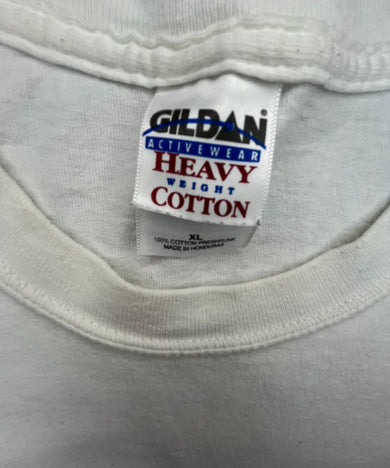 GILDAN
ACTIVEWEAR
HEAVY
WEIGHT
COTTON
XL
100% COTTON PRESHRUNK
MADE IN HONDURAS